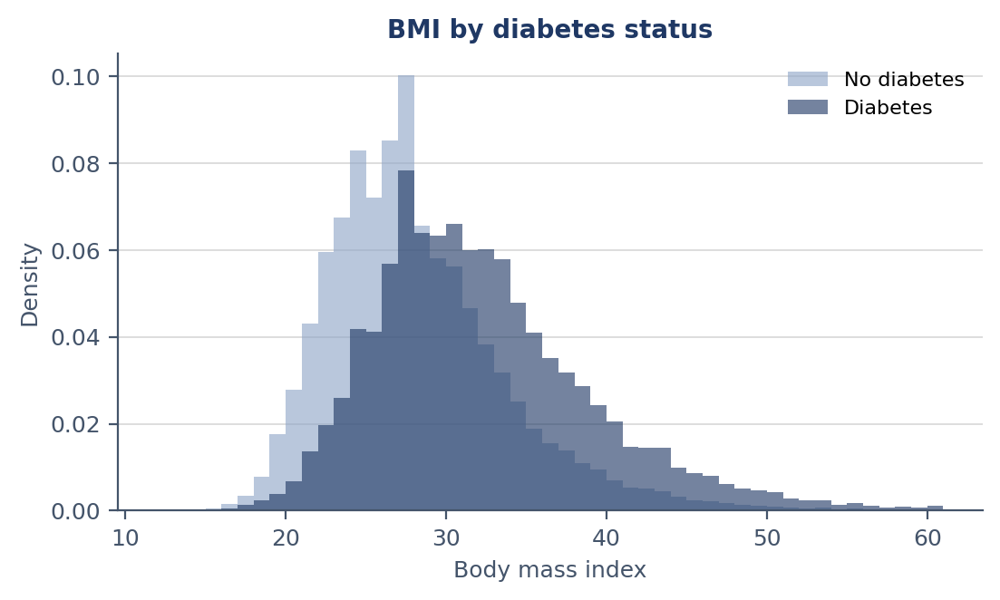 BMI by diabetes status
No diabetes
Diabetes
Density
0.10
0.08
0.06
0.04
0.02
0.00
10 20 30 40 50 60
Body mass index